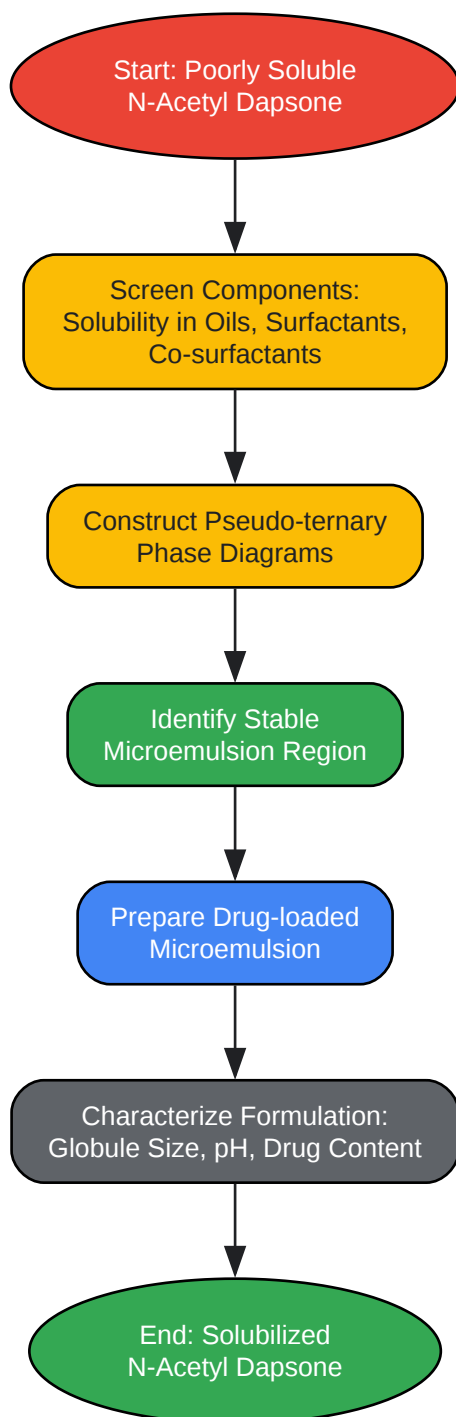 Start: Poorly Soluble
N-Acetyl Dapsone
Screen Components:
Solubility in Oils, Surfactants,
Co-surfactants
Construct Pseudo-ternary
Phase Diagrams
Identify Stable
Microemulsion Region
Prepare Drug-loaded
Microemulsion
Characterize Formulation:
Globule Size, pH, Drug Content
End: Solubilized
N-Acetyl Dapsone